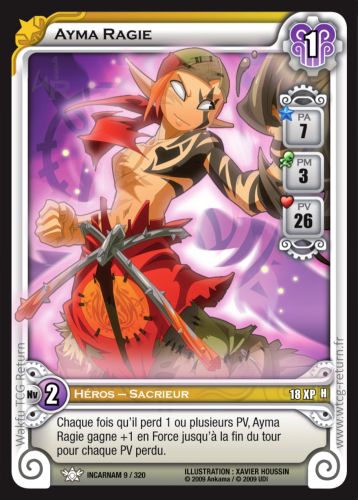 Ayma Ragie
1
PA
7
PM
3
PV
26
Wakfu TCG Return
www.wtcg-return.fr
Nv 2 Héros – Sacrieur 18 XP H
Chaque fois qu'il perd 1 ou plusieurs PV, Ayma
Ragie gagne +1 en Force jusqu'à la fin du tour
pour chaque PV perdu.
INCARNAM 9 / 320
ILLUSTRATION : XAVIER HOUSSIN
© 2009 Ankama / © 2009 UDI